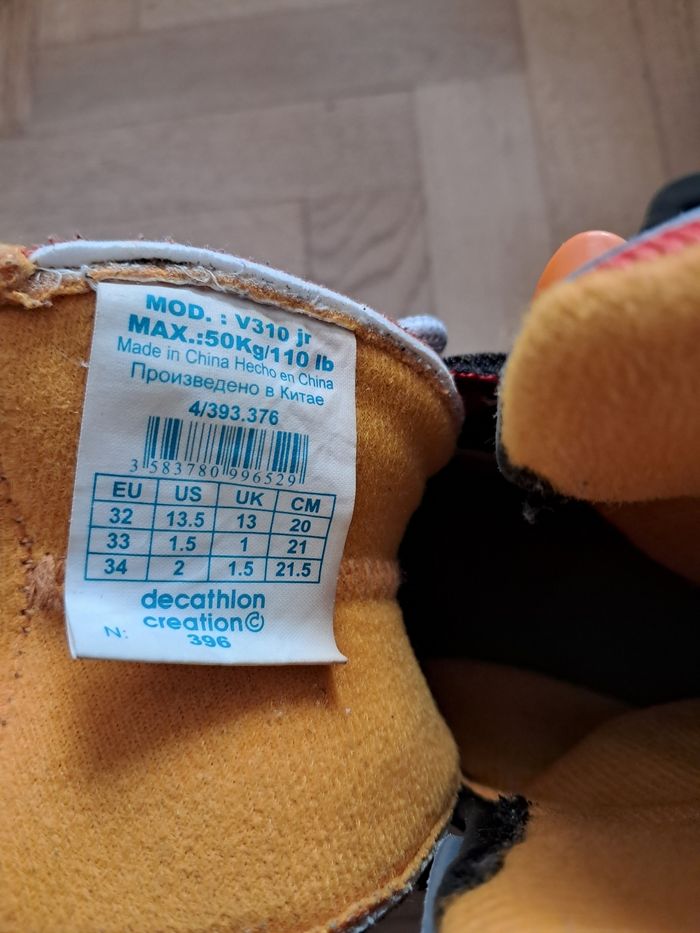 MOD. : V310 jr
MAX.:50Kg/110 lb
Made in China Hecho en China
Произведено в Китае
4/393.376
3 583780 996529
EU US UK CM
32 13.5 13 20
33 1.5 1 21
34 2 1.5 21.5
decathlon
creation©
N: 396